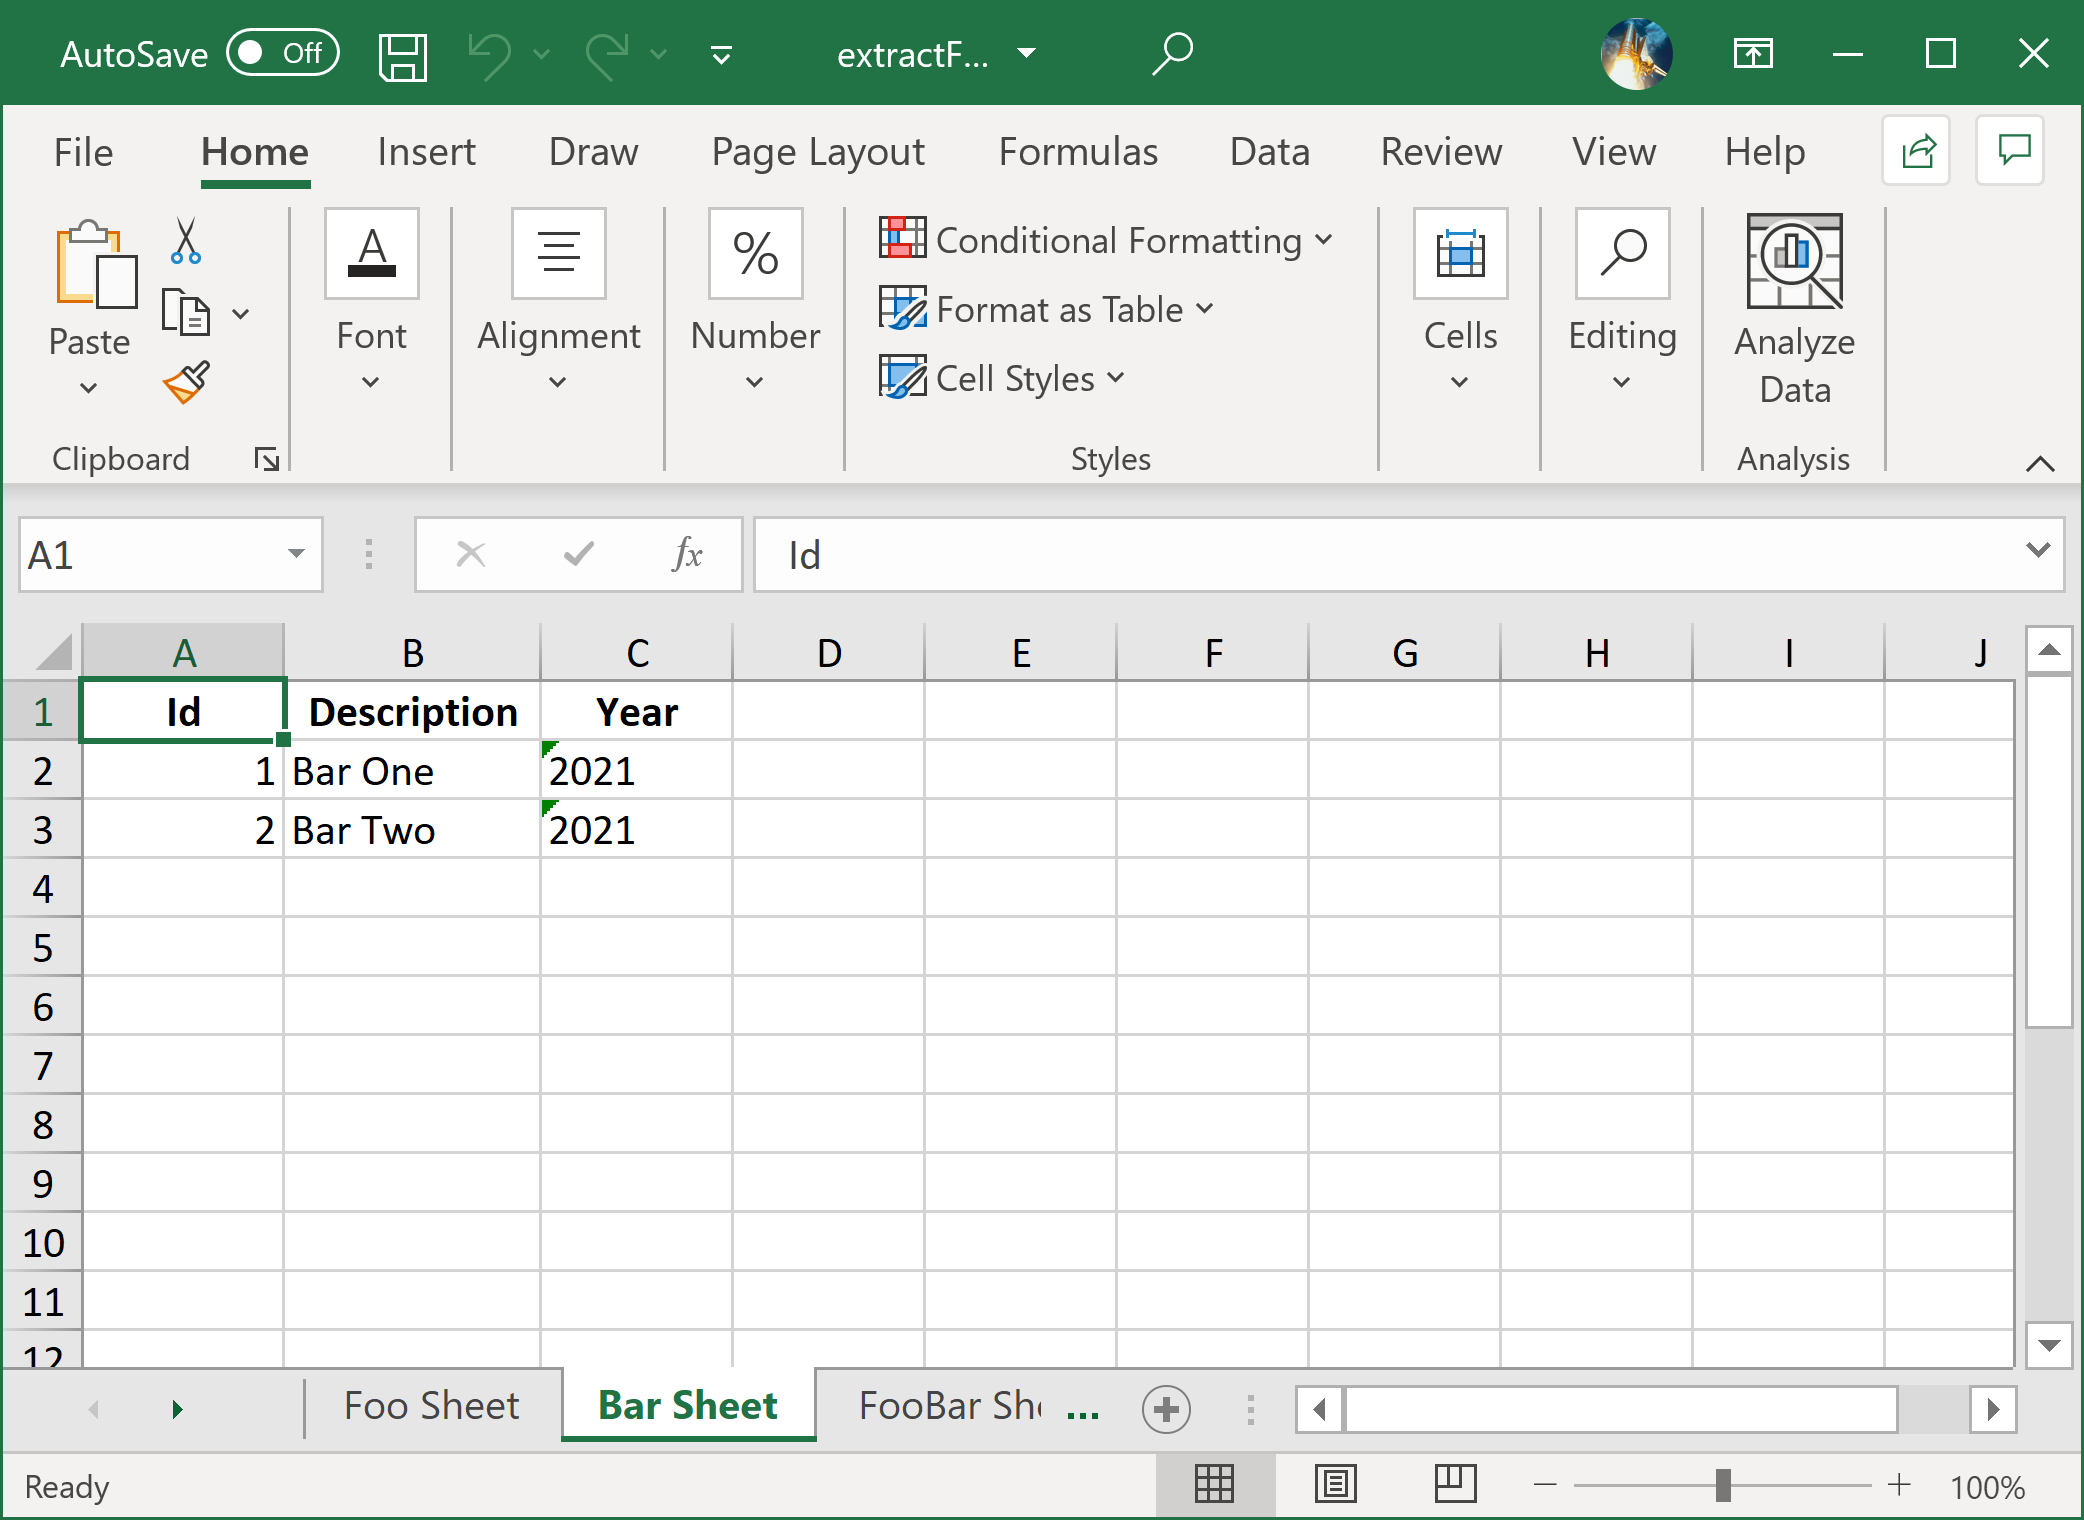 AutoSave Off extractF...
File Home Insert Draw Page Layout Formulas Data Review View Help
Paste
Clipboard
A
Font
Alignment
%
Number
Conditional Formatting
Format as Table
Cell Styles
Styles
Cells
Editing
Analyze
Data
Analysis
A1 fx Id
A B C D E F G H I J
1 Id Description Year
2 1 Bar One 2021
3 2 Bar Two 2021
4
5
6
7
8
9
10
11
12
Foo Sheet Bar Sheet FooBar She ...
Ready 100%